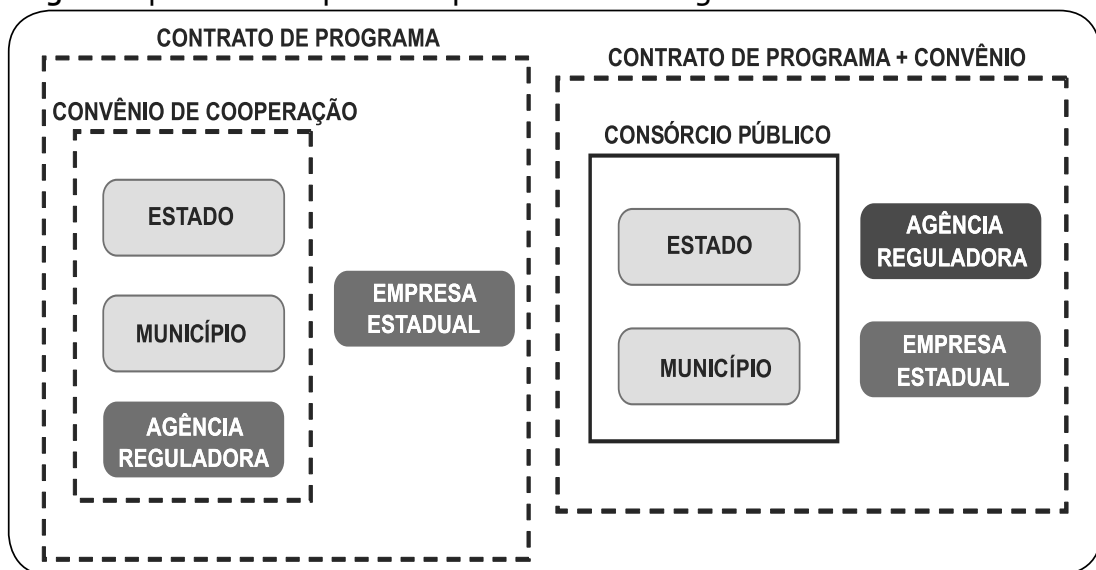 CONTRATO DE PROGRAMA
CONVÊNIO DE COOPERAÇÃO
ESTADO
MUNICÍPIO
AGÊNCIA
REGULADORA
EMPRESA
ESTADUAL
CONTRATO DE PROGRAMA + CONVÊNIO
CONSÓRCIO PÚBLICO
ESTADO
MUNICÍPIO
AGÊNCIA
REGULADORA
EMPRESA
ESTADUAL